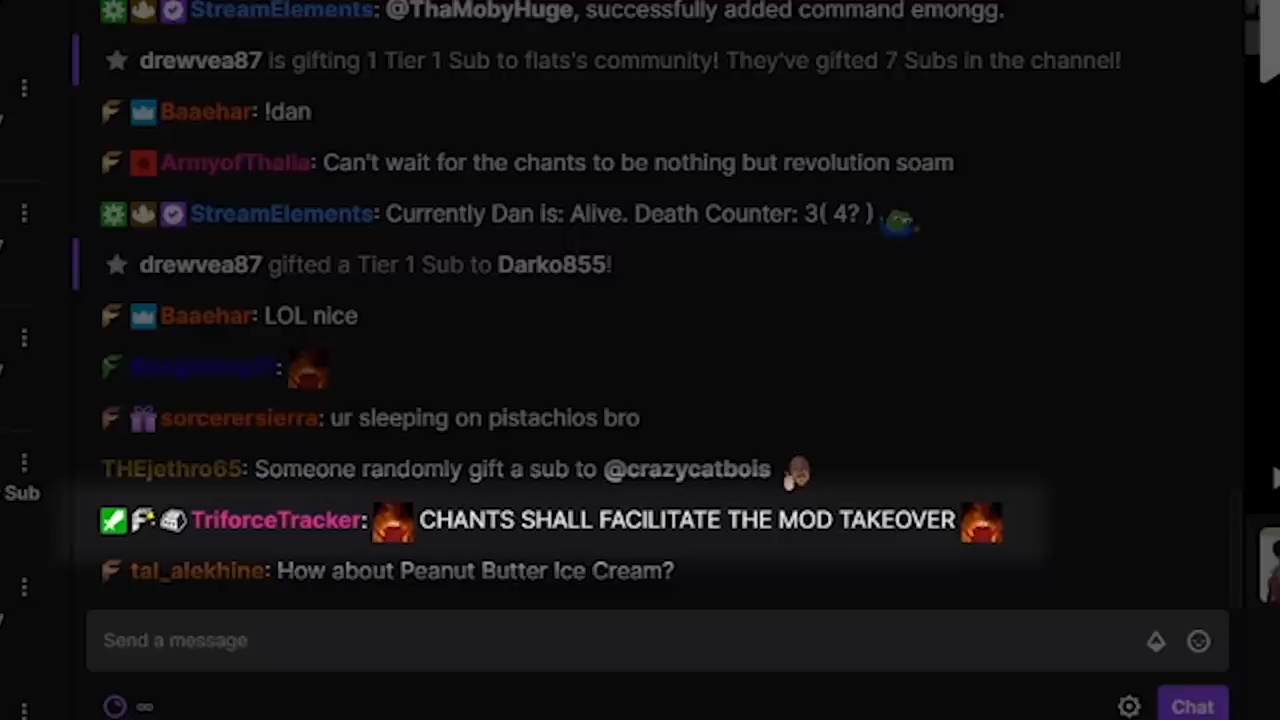 StreamElements: @ThaMobyHuge, successfully added command emongg.
drewvea87 is gifting 1 Tier 1 Sub to flats's community! They've gifted 7 Subs in the channel!
Baaehar: !dan
ArmyofThalia: Can't wait for the chants to be nothing but revolution soam
StreamElements: Currently Dan is: Alive. Death Counter: 3( 4? )
drewvea87 gifted a Tier 1 Sub to Darko855!
Baaehar: LOL nice
:
sorcerersierra: ur sleeping on pistachios bro
THEjethro65: Someone randomly gift a sub to @crazycatbois
Sub
TriforceTracker: CHANTS SHALL FACILITATE THE MOD TAKEOVER
tal_alekhine: How about Peanut Butter Ice Cream?
Send a message
Chat